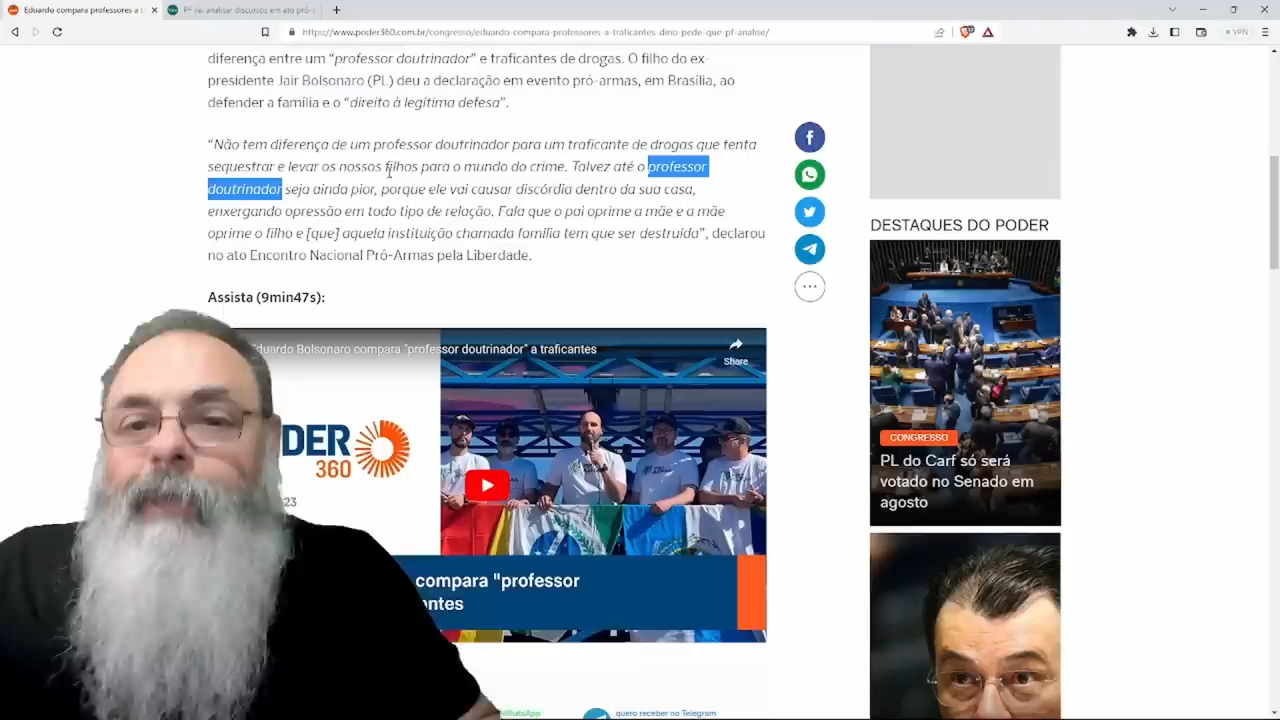 Eduardo compara professores a t
PF vai analisar discursos em ato pró-s
https://www.poder360.com.br/congresso/eduardo-compara-professores-a-traficantes-dino-pede-que-pf-analise/
VPN
diferença entre um “professor doutrinador” e traficantes de drogas. O filho do ex-
presidente Jair Bolsonaro (PL) deu a declaração em evento pró-armas, em Brasília, ao
defender a família e o “direito à legítima defesa”.
“Não tem diferença de um professor doutrinador para um traficante de drogas que tenta
sequestrar e levar os nossos filhos para o mundo do crime. Talvez até o professor
doutrinador seja ainda pior, porque ele vai causar discórdia dentro da sua casa,
enxergando opressão em todo tipo de relação. Fala que o pai oprime a mãe e a mãe
oprime o filho e [que] aquela instituição chamada família tem que ser destruída”, declarou
no ato Encontro Nacional Pró-Armas pela Liberdade.
Assista (9min47s):
Eduardo Bolsonaro compara "professor doutrinador" a traficantes
Share
DER
360
23
compara "professor
ntes
WhatsApp
quero receber no Telegram
DESTAQUES DO PODER
CONGRESSO
PL do Carf só será
votado no Senado em
agosto